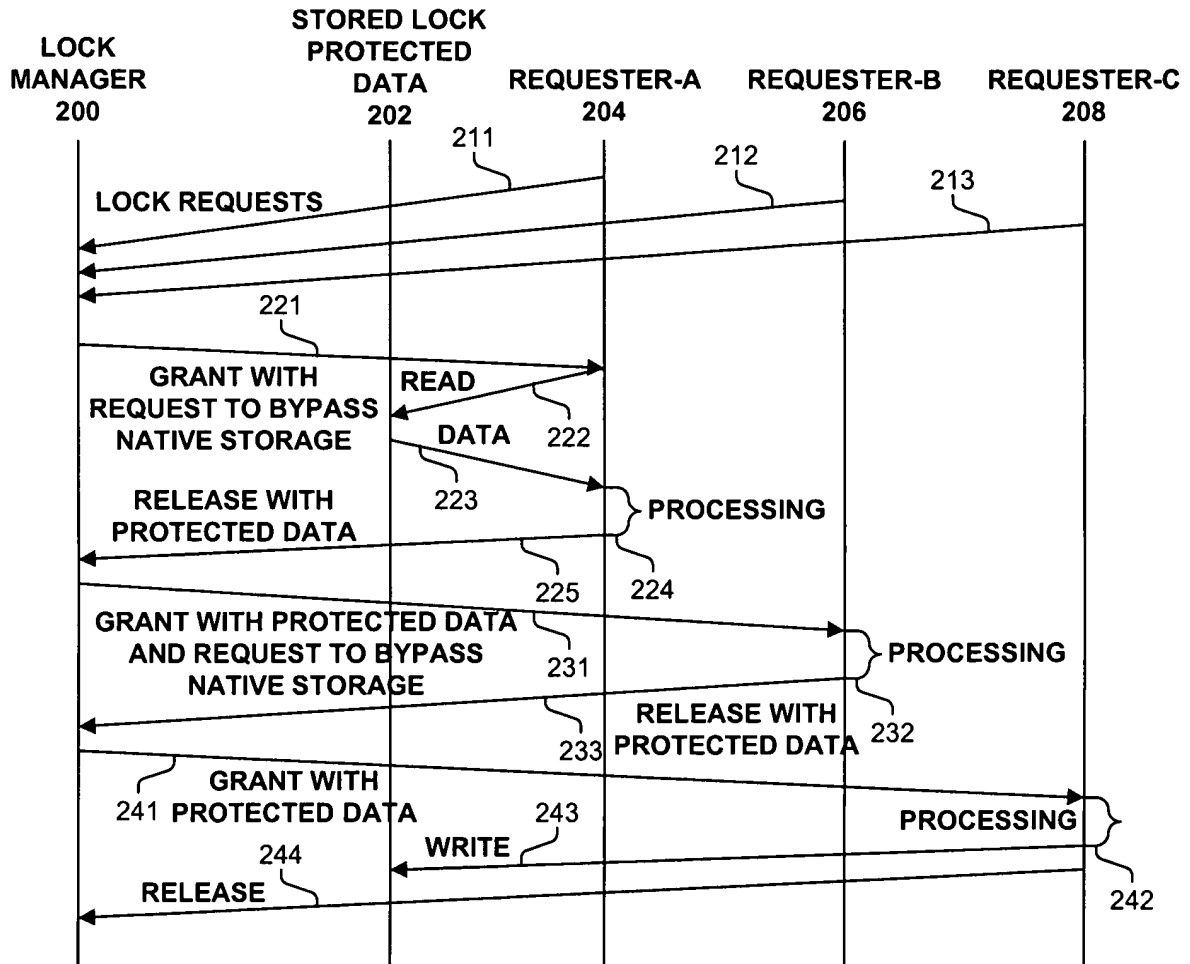 LOCK
MANAGER
200
STORED LOCK
PROTECTED
DATA
202
REQUESTER-A
204
REQUESTER-B
206
REQUESTER-C
208
211
212
213
LOCK REQUESTS
221
GRANT WITH
REQUEST TO BYPASS
NATIVE STORAGE
READ
222
DATA
223
PROCESSING
224
RELEASE WITH
PROTECTED DATA
225
GRANT WITH PROTECTED DATA
AND REQUEST TO BYPASS
NATIVE STORAGE
231
PROCESSING
232
RELEASE WITH
PROTECTED DATA
233
241
GRANT WITH
PROTECTED DATA
PROCESSING
242
243
WRITE
244
RELEASE